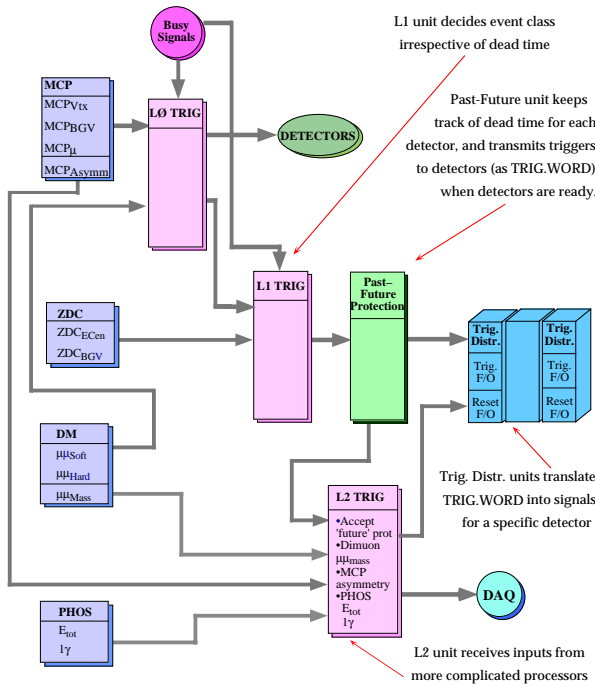 Busy
Signals
L1 unit decides event class
irrespective of dead time
MCP
MCPVtx
MCPBGV
MCPμ
MCPAsymm
LØ TRIG
DETECTORS
Past-Future unit keeps
track of dead time for each
detector, and transmits triggers
to detectors (as TRIG.WORD)
when detectors are ready.
L1 TRIG
Past–
Future
Protection
ZDC
ZDCECen
ZDCBGV
Trig.
Distr.
Trig.
F/O
Reset
F/O
Trig.
Distr.
Trig.
F/O
Reset
F/O
DM
μμSoft
μμHard
μμMass
Trig. Distr. units translate
TRIG.WORD into signals
for a specific detector
L2 TRIG
•Accept
'future' prot
•Dimuon
μμmass
•MCP
asymmetry
•PHOS
Etot
1γ
DAQ
PHOS
Etot
1γ
L2 unit receives inputs from
more complicated processors